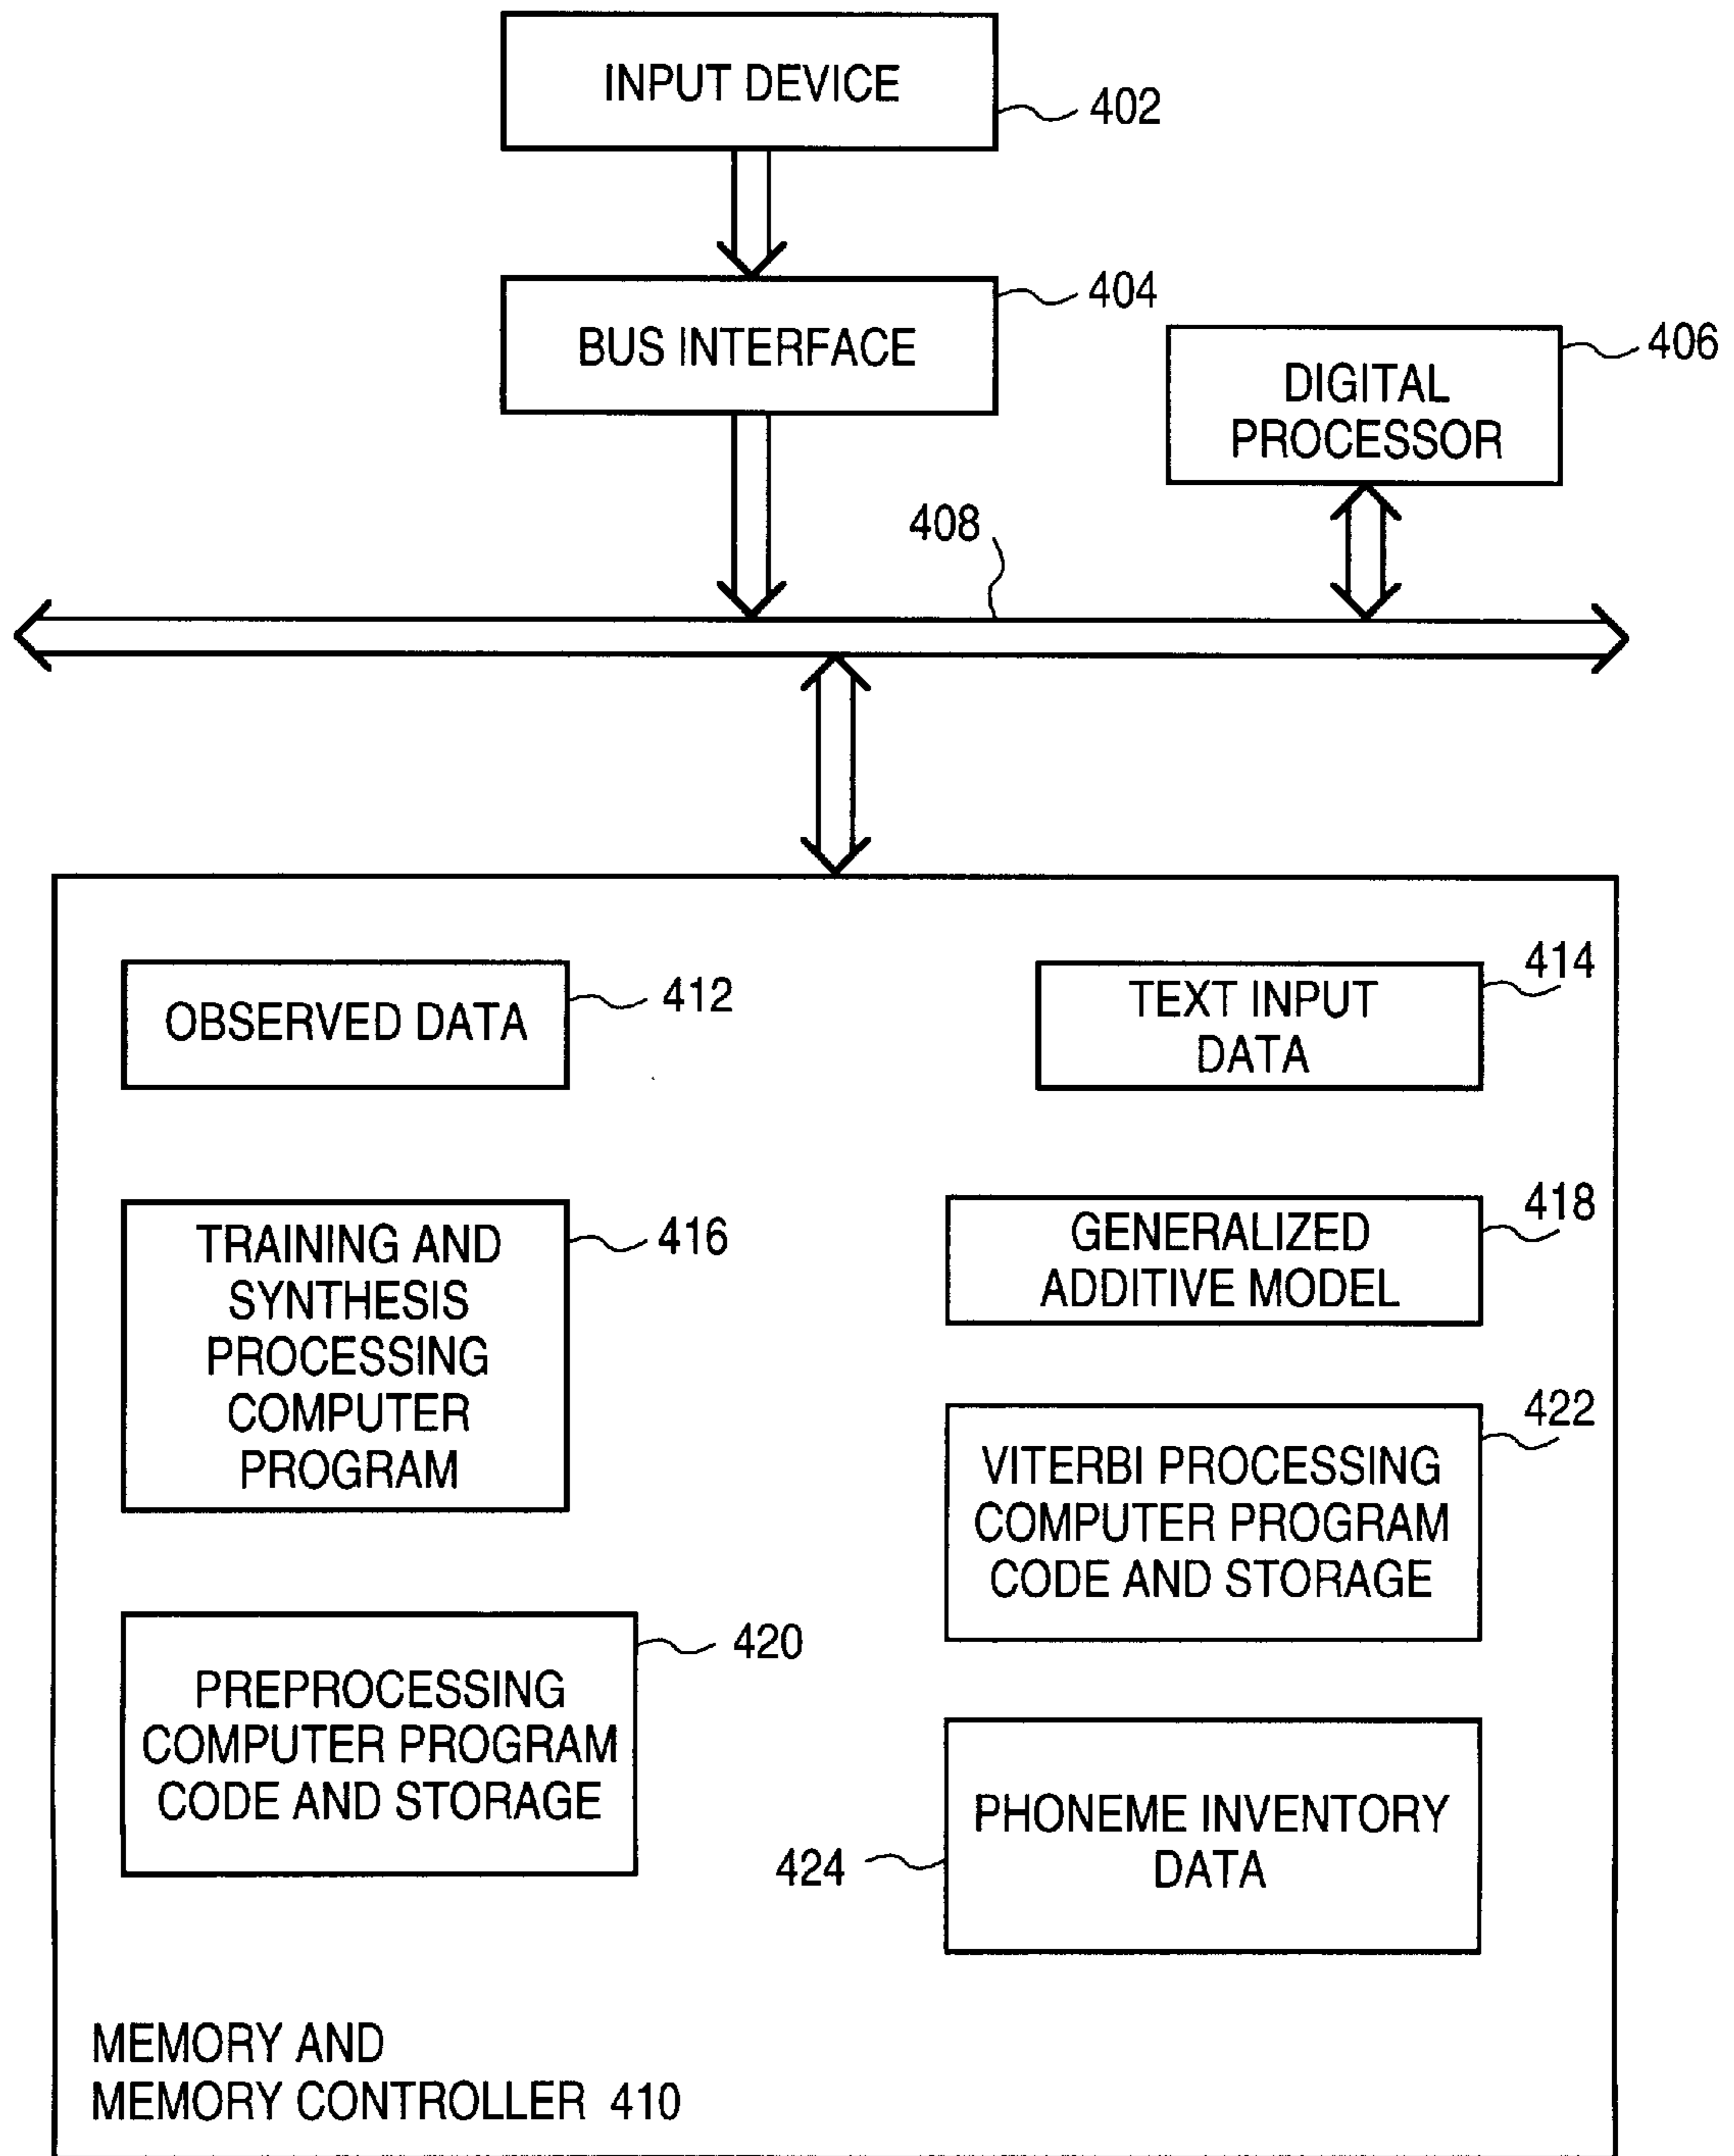 INPUT DEVICE
402
BUS INTERFACE
404
DIGITAL
PROCESSOR
406
408
OBSERVED DATA
412
TEXT INPUT
DATA
414
TRAINING AND
SYNTHESIS
PROCESSING
COMPUTER
PROGRAM
416
GENERALIZED
ADDITIVE MODEL
418
VITERBI PROCESSING
COMPUTER PROGRAM
CODE AND STORAGE
422
PREPROCESSING
COMPUTER PROGRAM
CODE AND STORAGE
420
PHONEME INVENTORY
DATA
424
MEMORY AND
MEMORY CONTROLLER 410